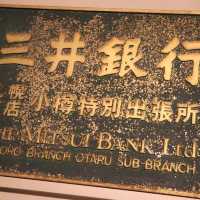 三井銀行
幌店 小樽特別出張所
MITSUI BANK Ltd
BRANCH OTARU SUB-BRANCH